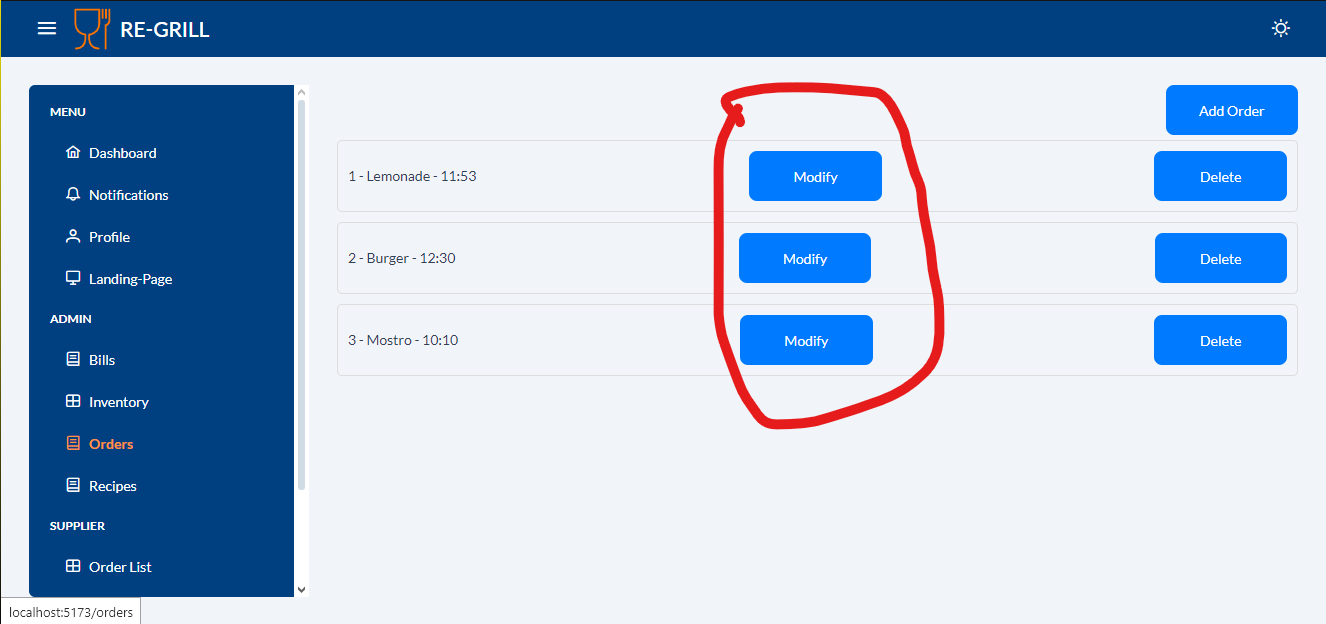 RE-GRILL
MENU
Dashboard
Notifications
Profile
Landing-Page
ADMIN
Bills
Inventory
Orders
Recipes
SUPPLIER
Order List
Add Order
1 - Lemonade - 11:53 Modify Delete
2 - Burger - 12:30 Modify Delete
3 - Mostro - 10:10 Modify Delete
localhost:5173/orders